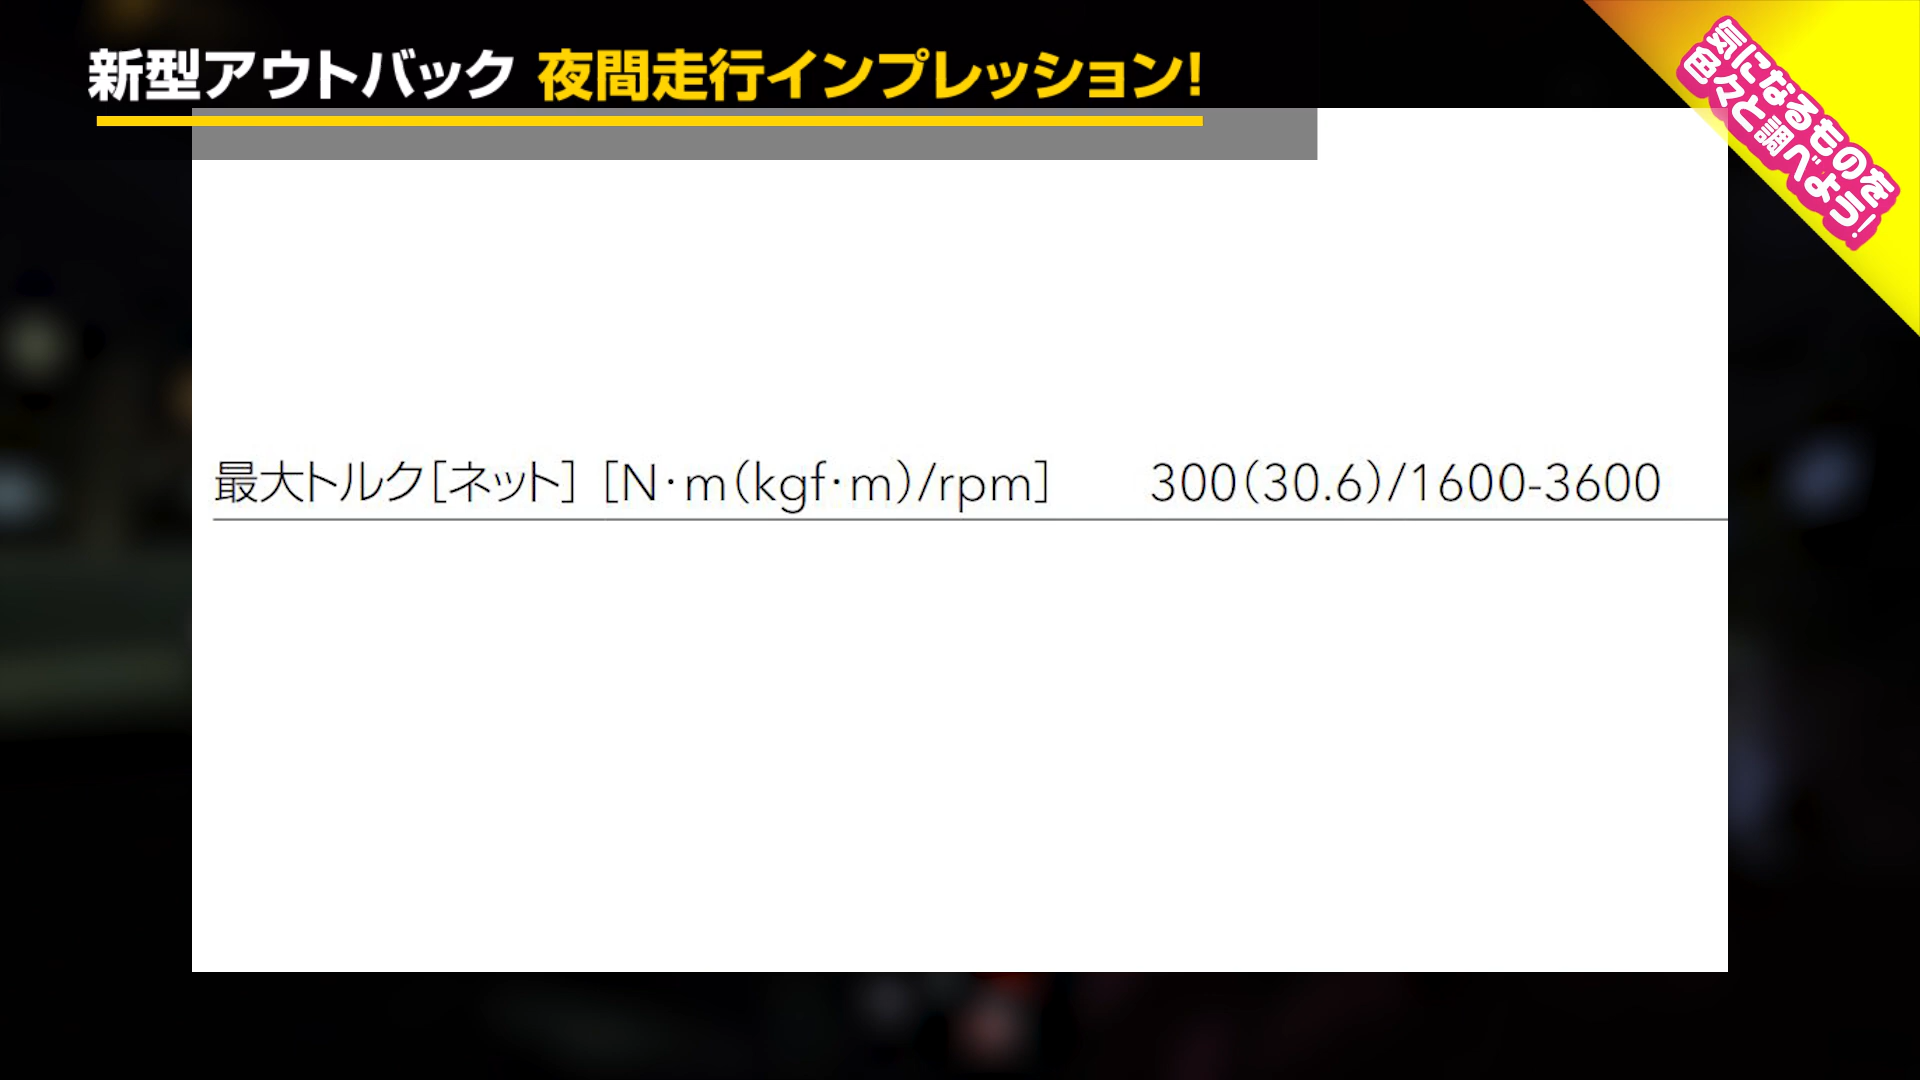 新型アウトバック 夜間走行インプレッション!
気になるものを
色々と調べよう!
最大トルク[ネット] [N・m(kgf・m)/rpm] 300(30.6)/1600-3600